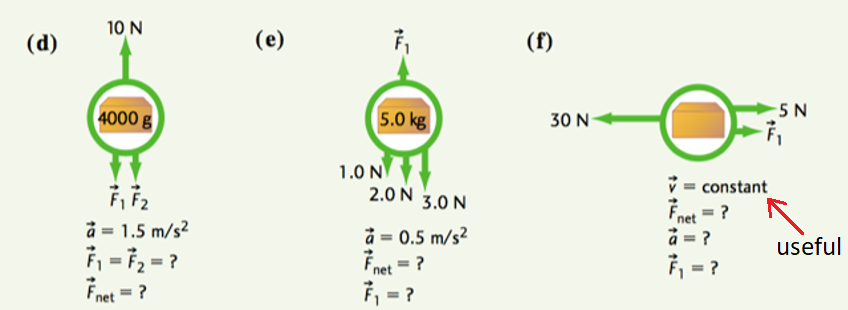 (d)
10 N
4000 g
F⃗₁ F⃗₂
a⃗ = 1.5 m/s²
F⃗₁ = F⃗₂ = ?
F⃗net = ?
(e)
F⃗₁
5.0 kg
1.0 N
2.0 N
3.0 N
a⃗ = 0.5 m/s²
F⃗net = ?
F⃗₁ = ?
(f)
30 N
5 N
F⃗₁
v⃗ = constant
F⃗net = ?
a⃗ = ?
F⃗₁ = ?
useful